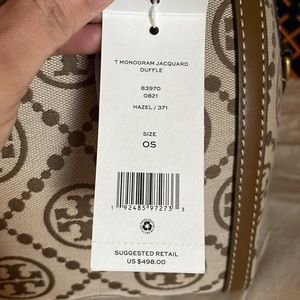 T MONOGRAM JACQUARD
DUFFLE
83970
0821
HAZEL / 371
SIZE
OS
1 92485 97273 3
SUGGESTED RETAIL
US $498.00